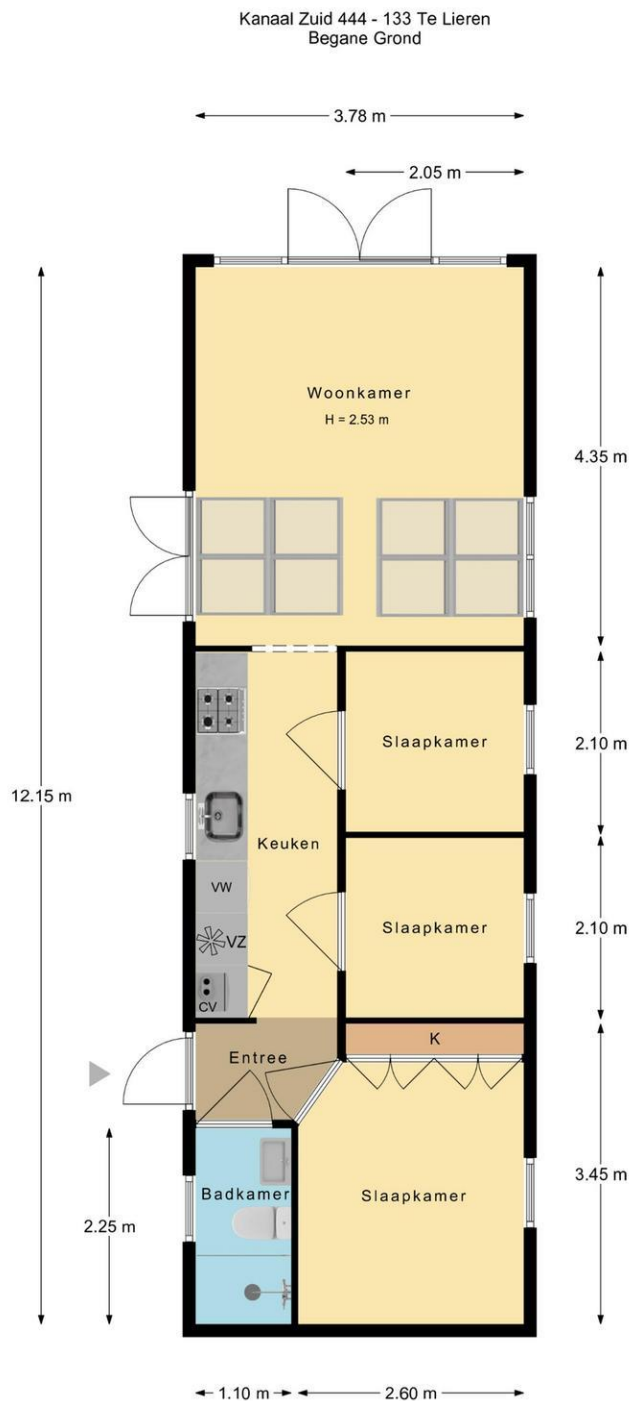 Kanaal Zuid 444 - 133 Te Lieren
Begane Grond
3.78 m
2.05 m
Woonkamer
H = 2.53 m
4.35 m
Slaapkamer
2.10 m
12.15 m
Keuken
VW
Slaapkamer
2.10 m
VZ
CV
K
Entree
3.45 m
Badkamer
Slaapkamer
2.25 m
1.10 m
2.60 m